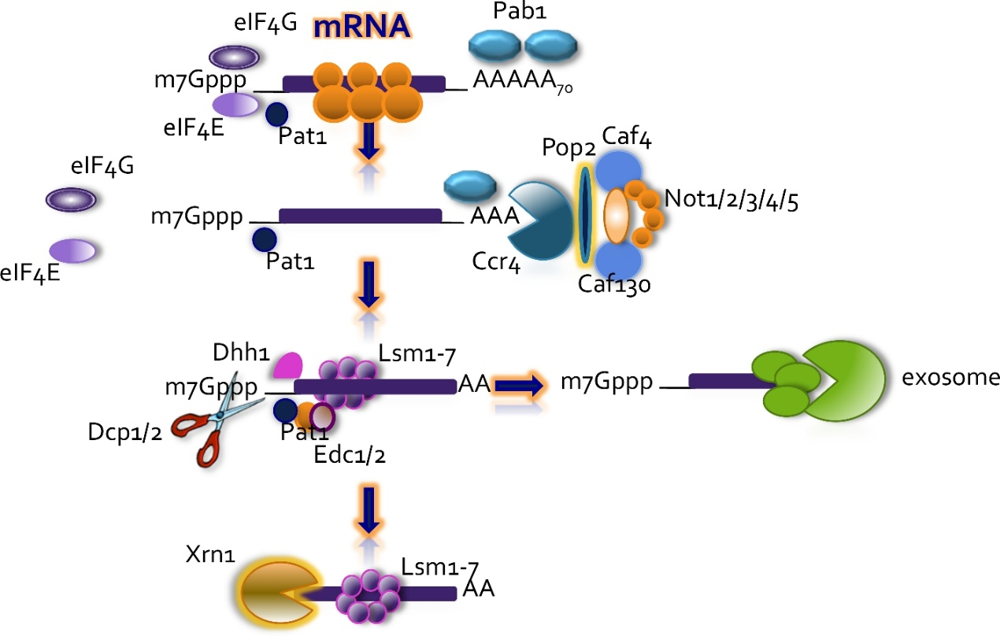 eIF4G
mRNA
Pab1
m7Gppp
AAAAA70
eIF4E
Pat1
eIF4G
Pop2
Caf4
m7Gppp
AAA
Not1/2/3/4/5
eIF4E
Pat1
Ccr4
Caf130
Dhh1
Lsm1-7
m7Gppp
AA
m7Gppp
exosome
Dcp1/2
Pat1
Edc1/2
Xrn1
Lsm1-7
AA